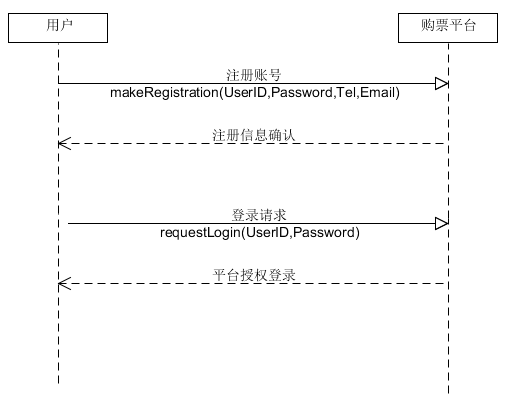 用户
购票平台
注册账号
makeRegistration(UserID,Password,Tel,Email)
注册信息确认
登录请求
requestLogin(UserID,Password)
平台授权登录